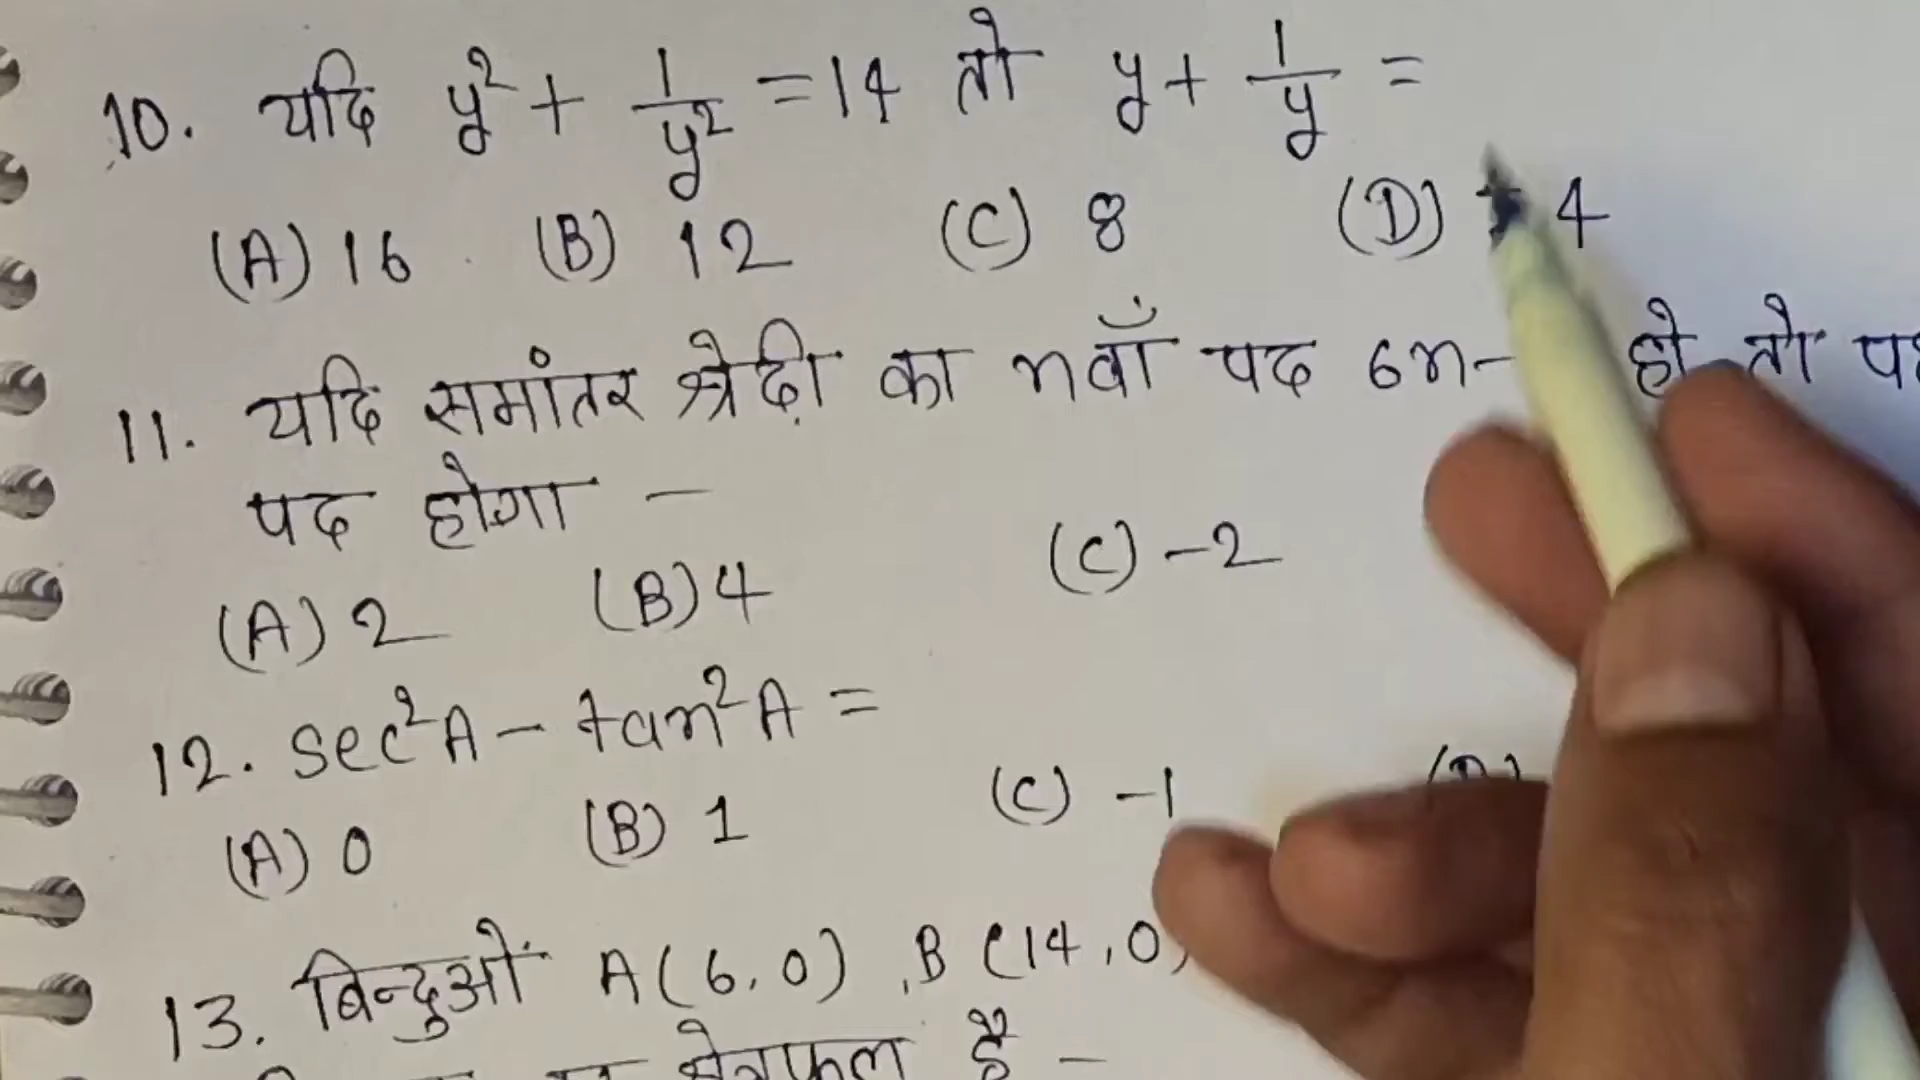 10. यदि y² + 1/y² = 14 तो y + 1/y =
(A) 16 (B) 12 (C) 8 (D) 4
11. यदि समांतर श्रेढ़ी का nवाँ पद 6n- हो तो
पद होगा -
(A) 2 (B) 4 (C) -2
12. sec²A - tan²A =
(A) 0 (B) 1 (C) -1 (D)
13. बिन्दुओं A(6,0), B(14,0)
क्षेत्रफल है -